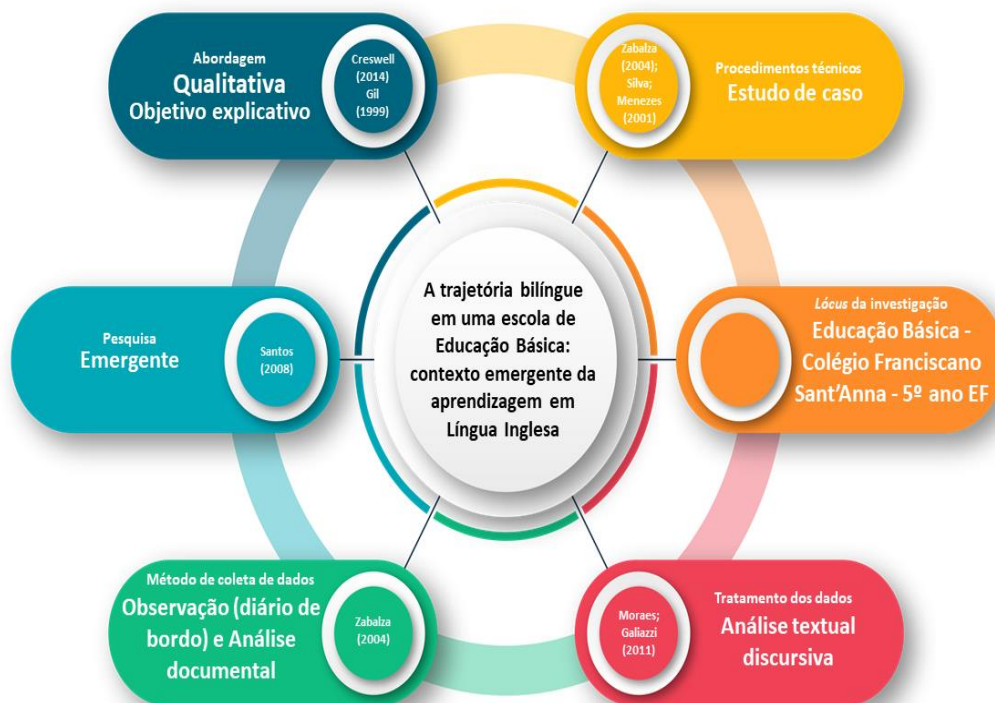 Abordagem
Qualitativa
Objetivo explicativo
Creswell
(2014)
Gil
(1999)
Zabalza
(2004);
Silva;
Menezes
(2001)
Procedimentos técnicos
Estudo de caso
Pesquisa
Emergente
Santos
(2008)
A trajetória bilíngue
em uma escola de
Educação Básica:
contexto emergente da
aprendizagem em
Língua Inglesa
Lócus da investigação
Educação Básica -
Colégio Franciscano
Sant’Anna - 5º ano EF
Método de coleta de dados
Observação (diário de
bordo) e Análise
documental
Zabalza
(2004)
Moraes;
Galiazzi
(2011)
Tratamento dos dados
Análise textual
discursiva